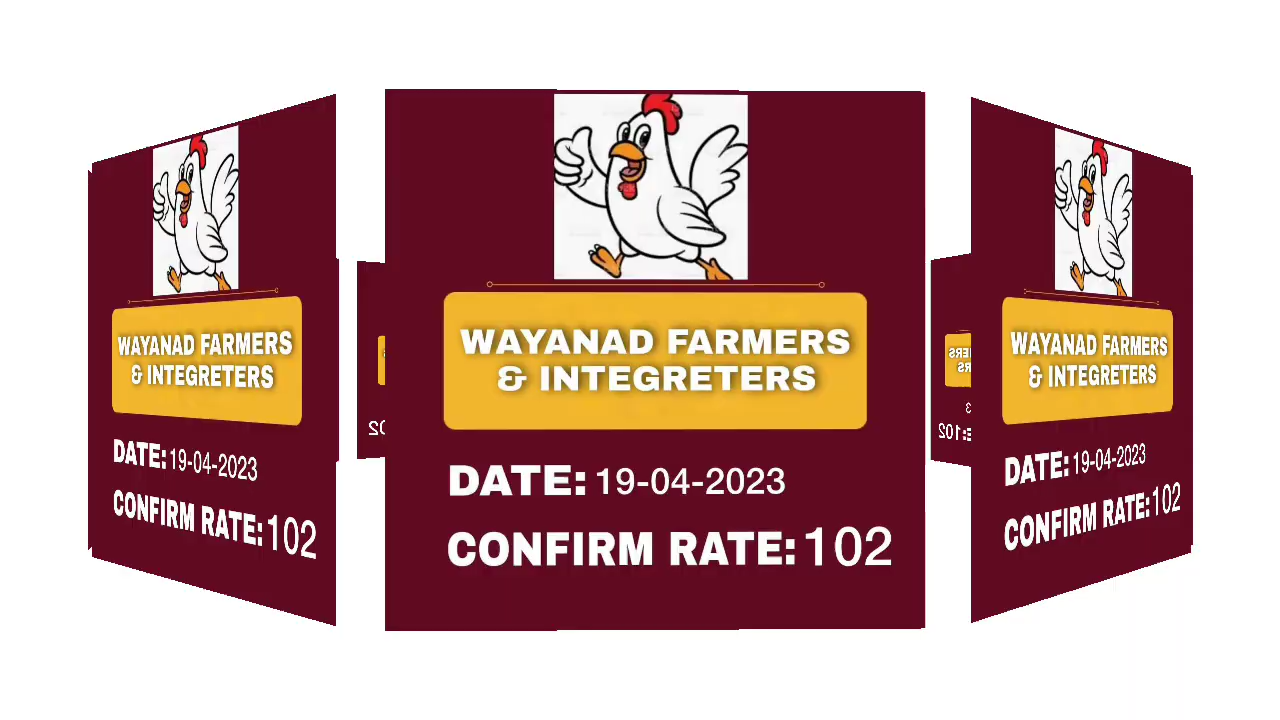 WAYANAD FARMERS
& INTEGRETERS
DATE: 19-04-2023
CONFIRM RATE: 102
WAYANAD FARMERS
& INTEGRETERS
DATE: 19-04-2023
CONFIRM RATE: 102
WAYANAD FARMERS
& INTEGRETERS
DATE: 19-04-2023
CONFIRM RATE: 102